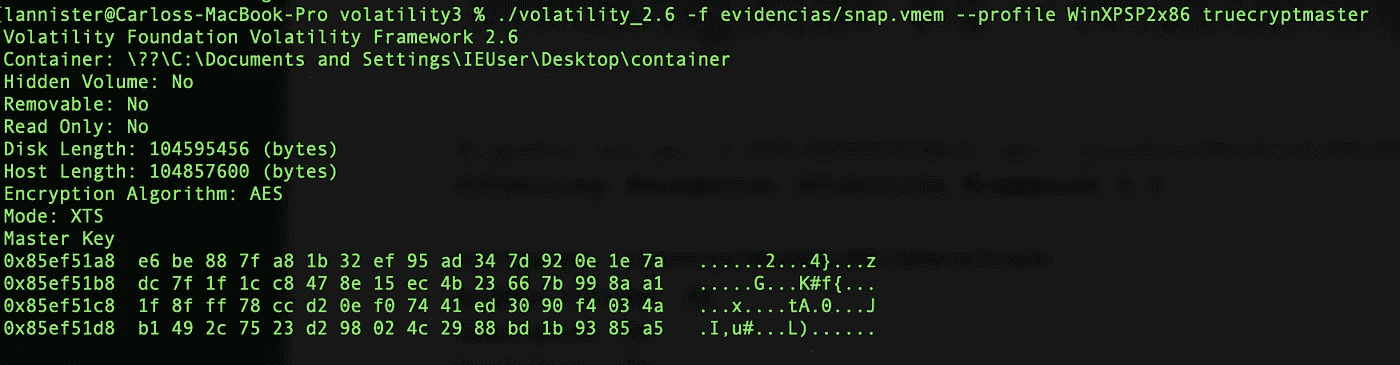 [lannister@Carloss-MacBook-Pro volatility3 % ./volatility_2.6 -f evidencias/snap.vmem --profile WinXPSP2x86 truecryptmaster
Volatility Foundation Volatility Framework 2.6
Container: \??\C:\Documents and Settings\IEUser\Desktop\container
Hidden Volume: No
Removable: No
Read Only: No
Disk Length: 104595456 (bytes)
Host Length: 104857600 (bytes)
Encryption Algorithm: AES
Mode: XTS
Master Key
0x85ef51a8  e6 be 88 7f a8 1b 32 ef 95 ad 34 7d 92 0e 1e 7a   ......2...4}...z
0x85ef51b8  dc 7f 1f 1c c8 47 8e 15 ec 4b 23 66 7b 99 8a a1   .....G...K#f{...
0x85ef51c8  1f 8f ff 78 cc d2 0e f0 74 41 ed 30 90 f4 03 4a   ...x....tA.0...J
0x85ef51d8  b1 49 2c 75 23 d2 98 02 4c 29 88 bd 1b 93 85 a5   .I,u#...L)......